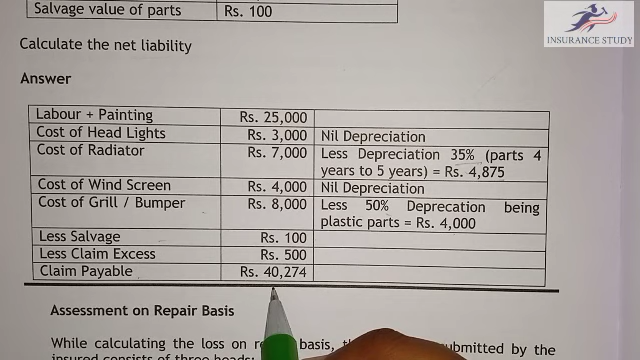 Salvage value of parts Rs. 100
INSURANCE STUDY
Calculate the net liability
Answer
Labour + Painting Rs. 25,000
Cost of Head Lights Rs. 3,000 Nil Depreciation
Cost of Radiator Rs. 7,000 Less Depreciation 35% (parts 4
years to 5 years) = Rs. 4,875
Cost of Wind Screen Rs. 4,000 Nil Depreciation
Cost of Grill / Bumper Rs. 8,000 Less 50% Deprecation being
plastic parts = Rs. 4,000
Less Salvage Rs. 100
Less Claim Excess Rs. 500
Claim Payable Rs. 40,274
Assessment on Repair Basis
While calculating the loss on basis, submitted by the
insured consists of three heads: